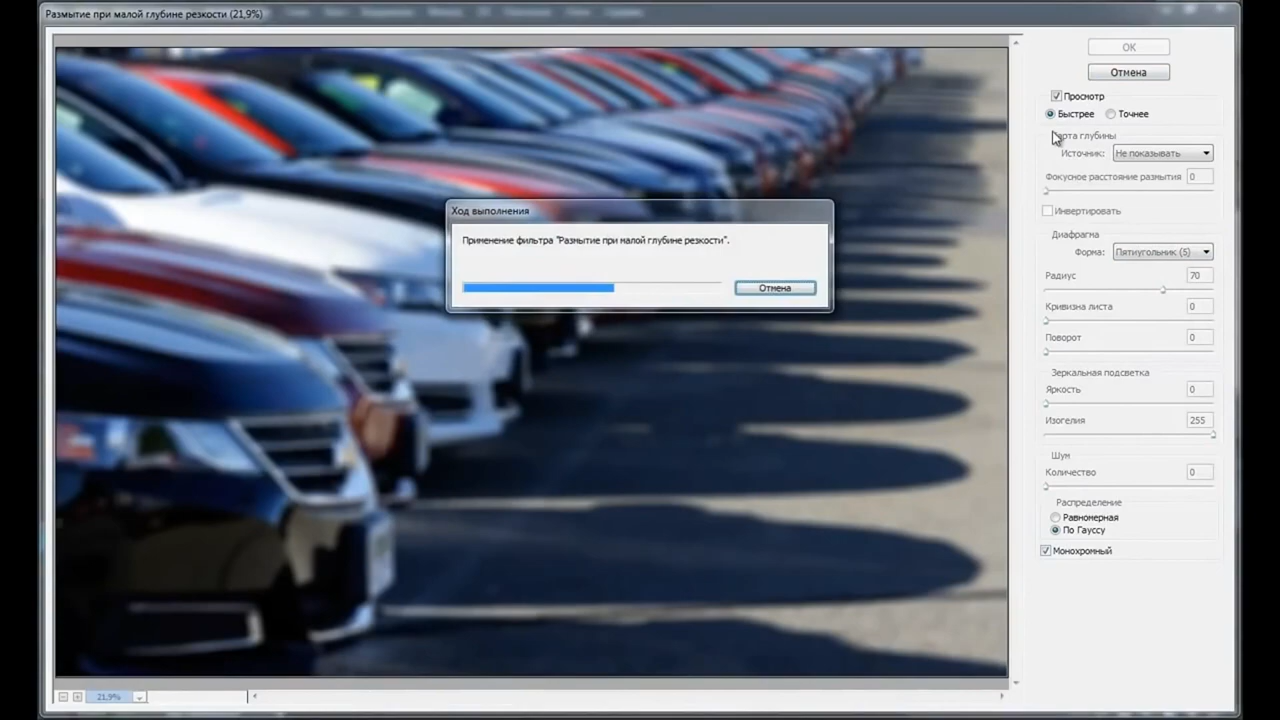 Размытие при малой глубине резкости (21,9%)
OK
Отмена
Просмотр
Быстрее Точнее
рта глубины
Источник: Не показывать
Фокусное расстояние размытия 0
Инвертировать
Диафрагма
Форма: Пятиугольник (5)
Радиус 70
Кривизна листа 0
Поворот 0
Зеркальная подсветка
Яркость 0
Изогелия 255
Шум
Количество 0
Распределение
Равномерная
По Гауссу
Монохромный
Ход выполнения
Применение фильтра "Размытие при малой глубине резкости".
Отмена
21,9%